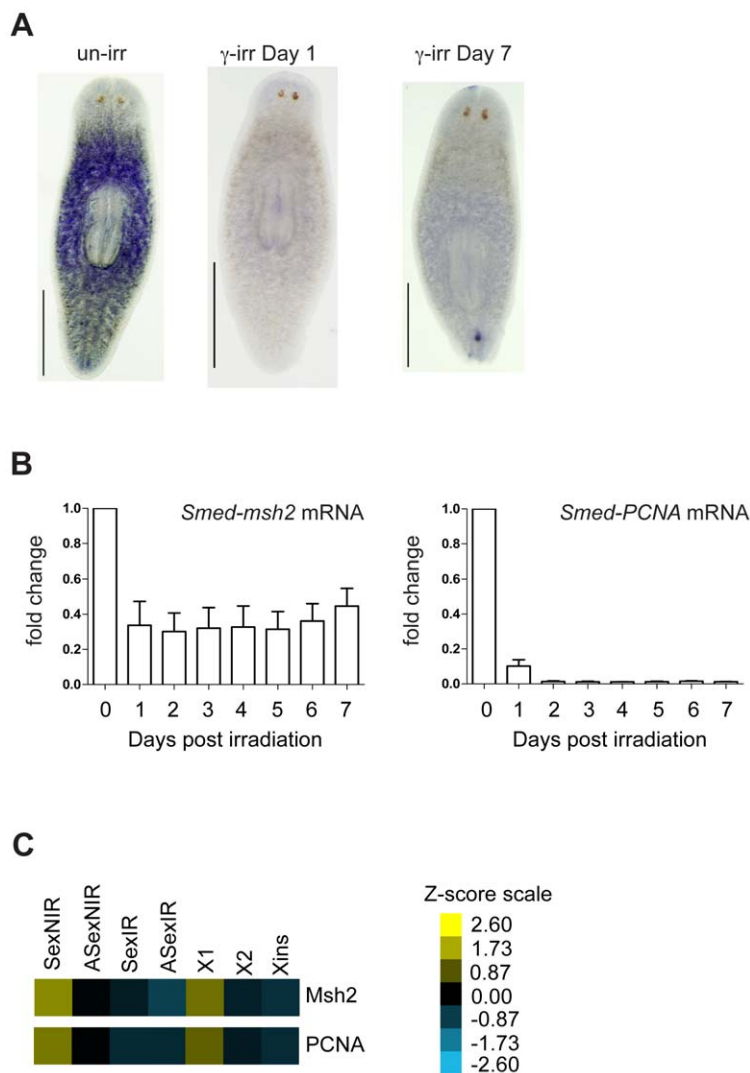 A
un-irr
γ-irr Day 1
γ-irr Day 7
B
Smed-msh2 mRNA
fold change
1.0
0.8
0.6
0.4
0.2
0.0
0 1 2 3 4 5 6 7
Days post irradiation
Smed-PCNA mRNA
fold change
1.0
0.8
0.6
0.4
0.2
0.0
0 1 2 3 4 5 6 7
Days post irradiation
C
SexNIR
ASexNIR
SexIR
ASexIR
X1
X2
Xins
Msh2
PCNA
Z-score scale
2.60
1.73
0.87
0.00
-0.87
-1.73
-2.60